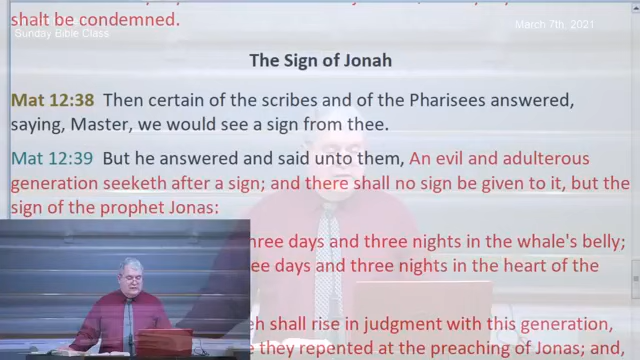 shalt be condemned.
Sunday Bible Class
March 7th, 2021
The Sign of Jonah
Mat 12:38 Then certain of the scribes and of the Pharisees answered,
saying, Master, we would see a sign from thee.
Mat 12:39 But he answered and said unto them, An evil and adulterous
generation seeketh after a sign; and there shall no sign be given to it, but the
sign of the prophet Jonas:
hree days and three nights in the whale's belly;
ee days and three nights in the heart of the
eh shall rise in judgment with this generation,
e they repented at the preaching of Jonas; and,